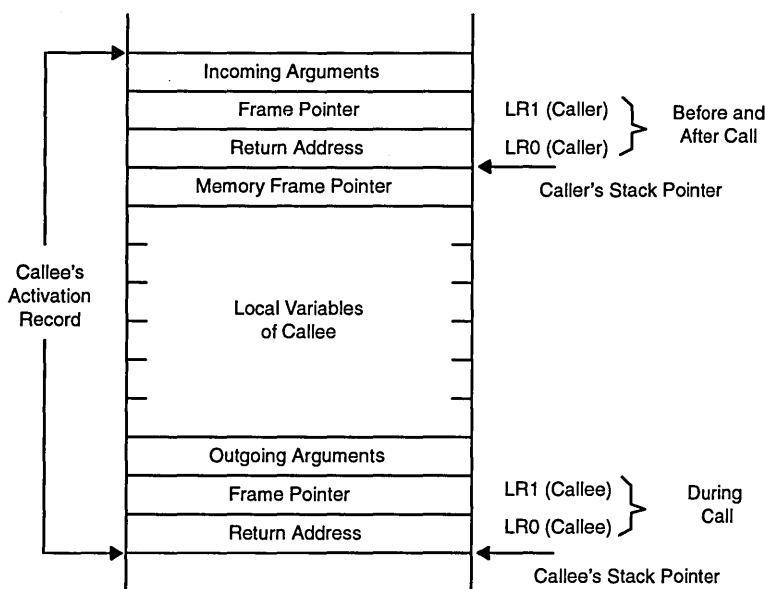 Incoming Arguments
Frame Pointer
LR1 (Caller)
Before and
After Call
Return Address
LR0 (Caller)
Memory Frame Pointer
Caller's Stack Pointer
Callee's
Activation
Record
Local Variables
of Callee
Outgoing Arguments
Frame Pointer
LR1 (Callee)
During
Call
Return Address
LR0 (Callee)
Callee's Stack Pointer